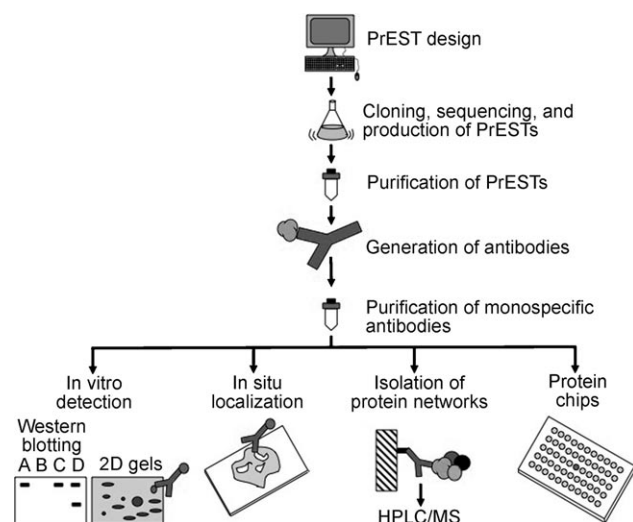 PrEST design
Cloning, sequencing, and
production of PrESTs
Purification of PrESTs
Generation of antibodies
Purification of monospecific
antibodies
In vitro
detection
Western
blotting
A B C D
2D gels
In situ
localization
Isolation of
protein networks
HPLC/MS
Protein
chips